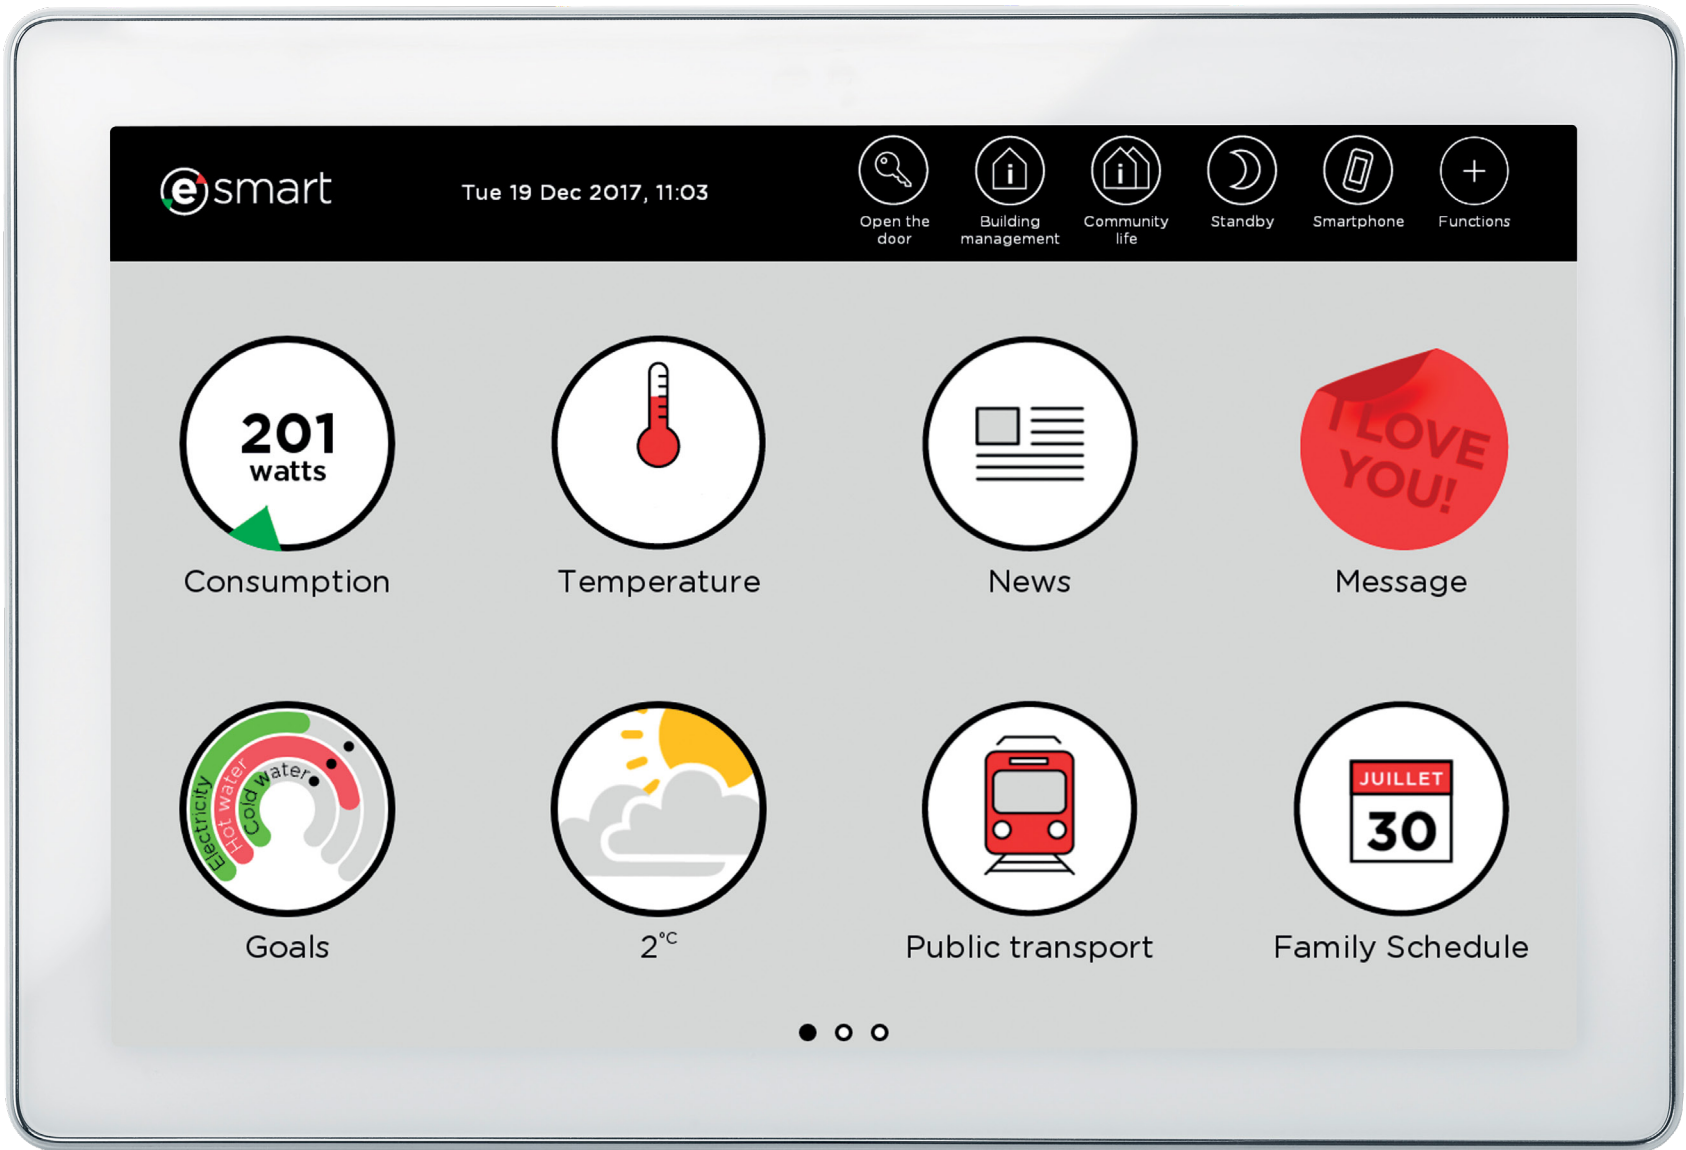 esmart
Tue 19 Dec 2017, 11:03
Open the
door
Building
management
Community
life
Standby
Smartphone
Functions
201
watts
Consumption
Temperature
News
I LOVE
YOU!
Message
Electricity
Hot water
Cold water
Goals
2°C
Public transport
JUILLET
30
Family Schedule